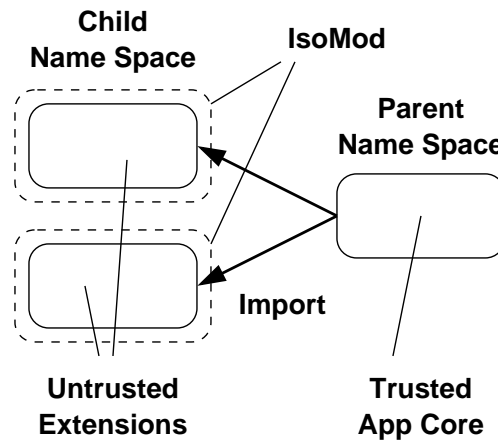 Child
Name Space
IsoMod
Parent
Name Space
Import
Untrusted
Extensions
Trusted
App Core